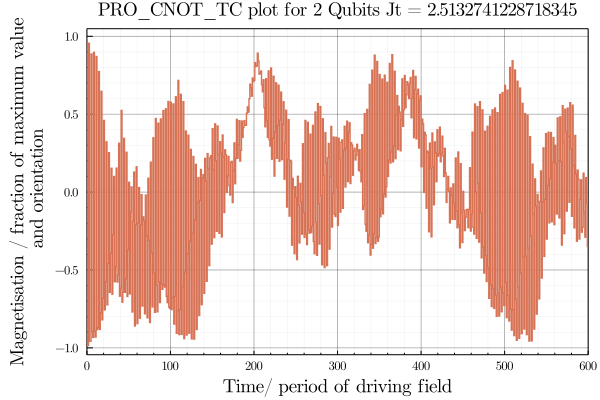 PRO_CNOT_TC plot for 2 Qubits Jt = 2.5132741228718345
Magnetisation / fraction of maximum value
and orientation
1.0
0.5
0.0
−0.5
−1.0
0 100 200 300 400 500 600
Time/ period of driving field